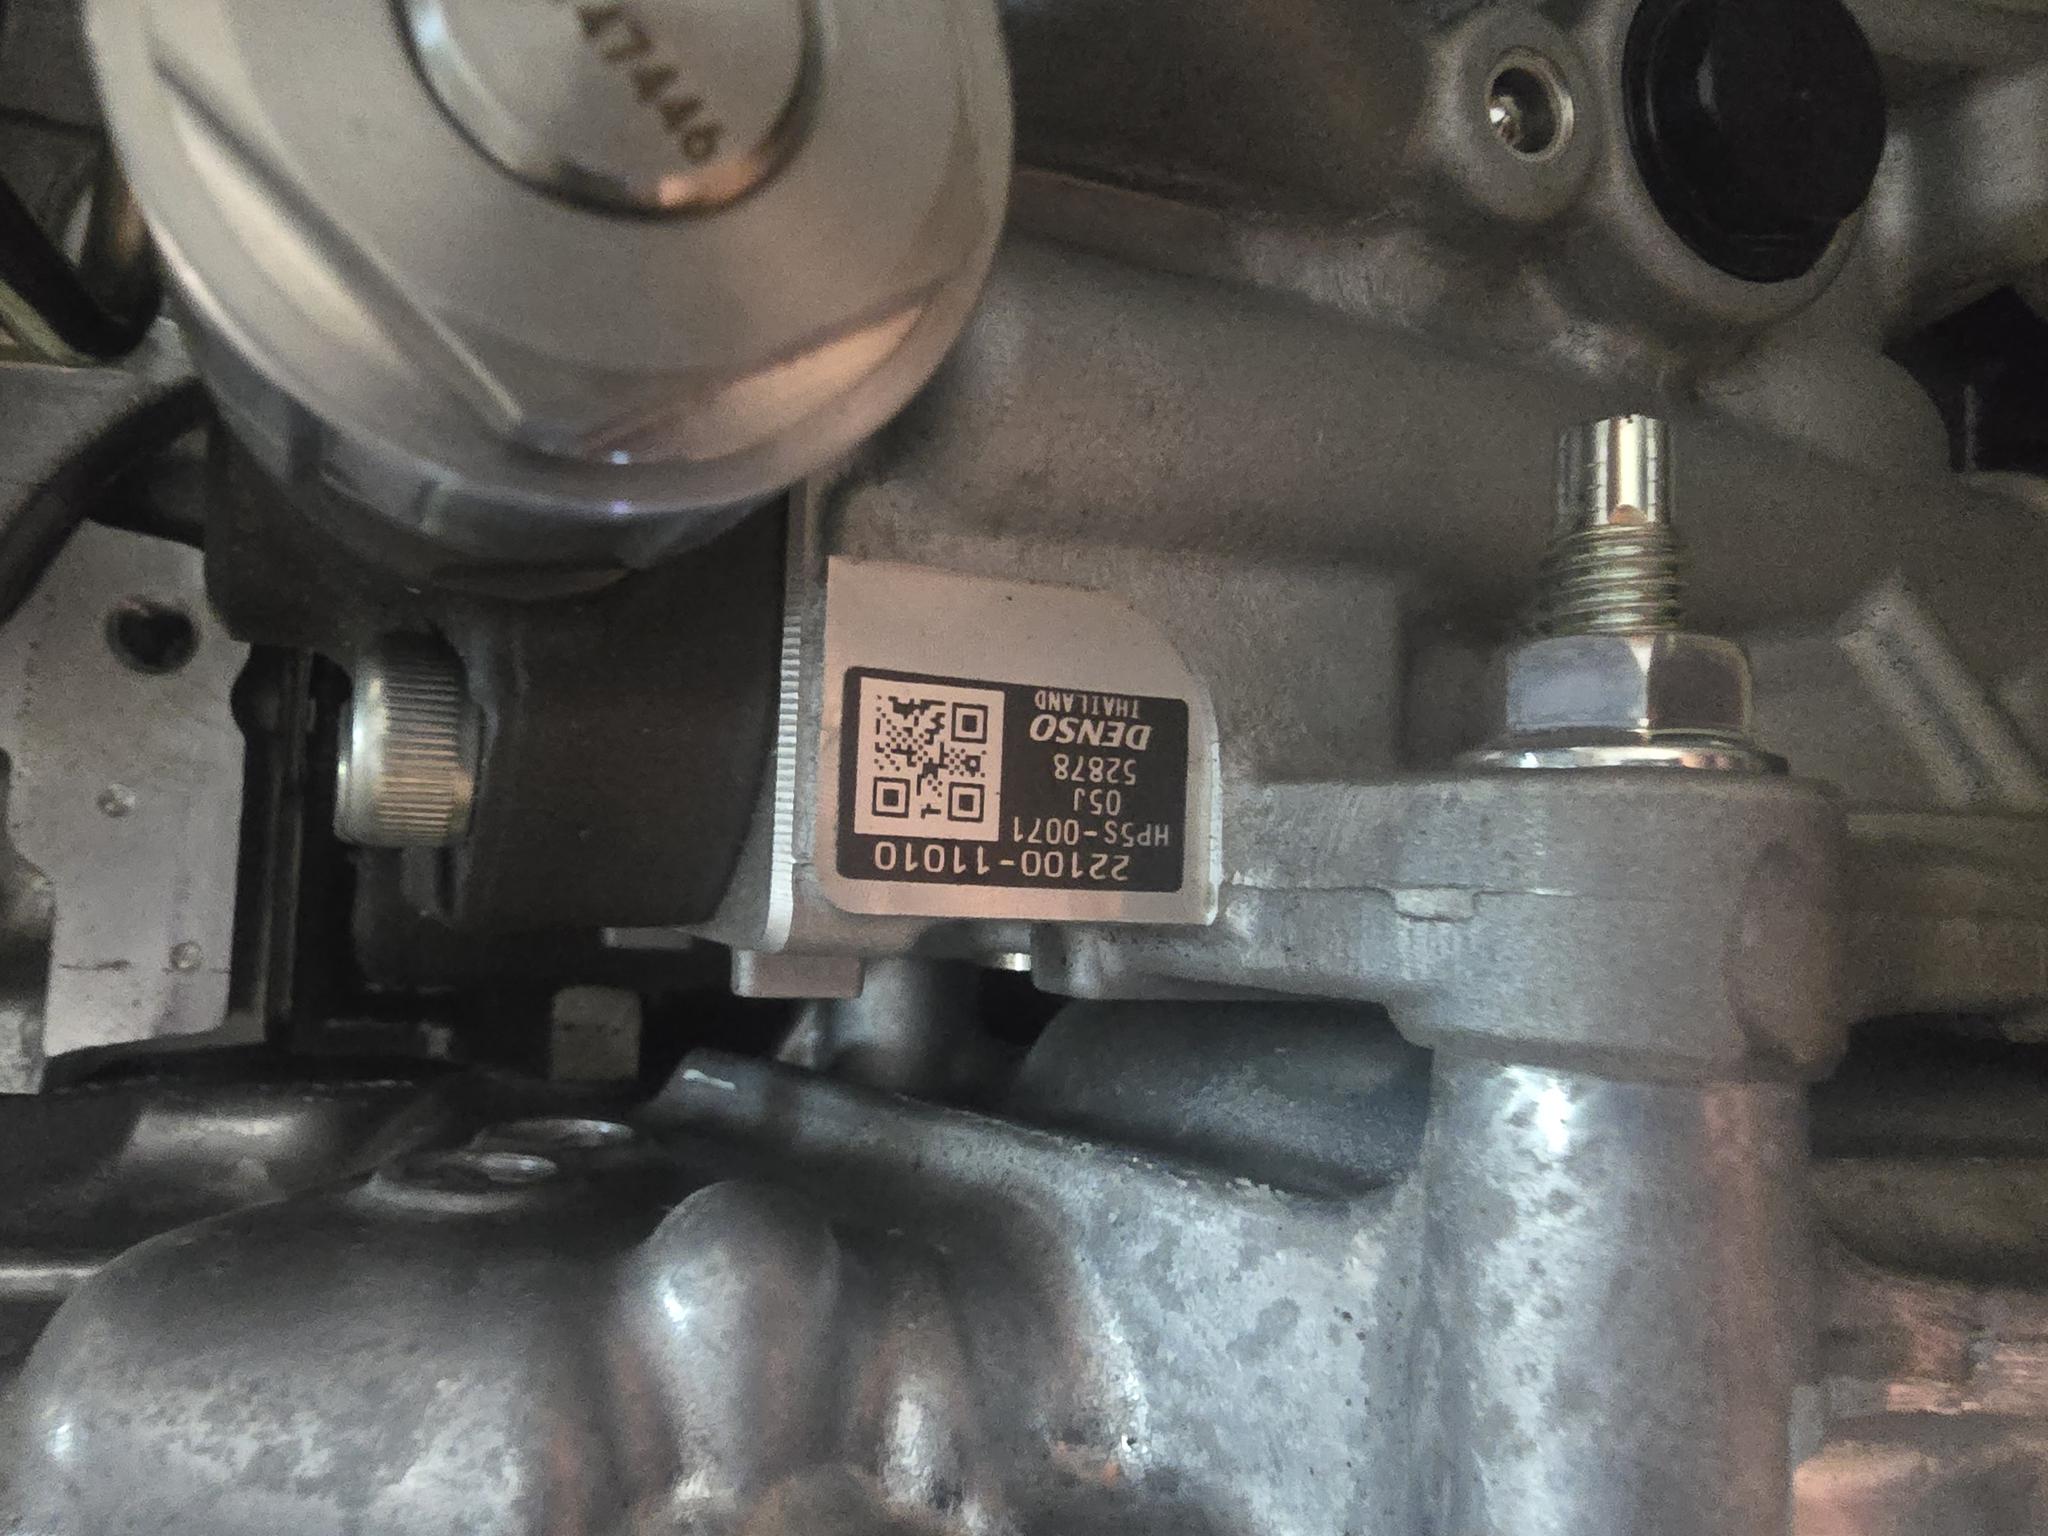 22100-11010
HP5S-0071
05J
52878
DENSO
THAILAND